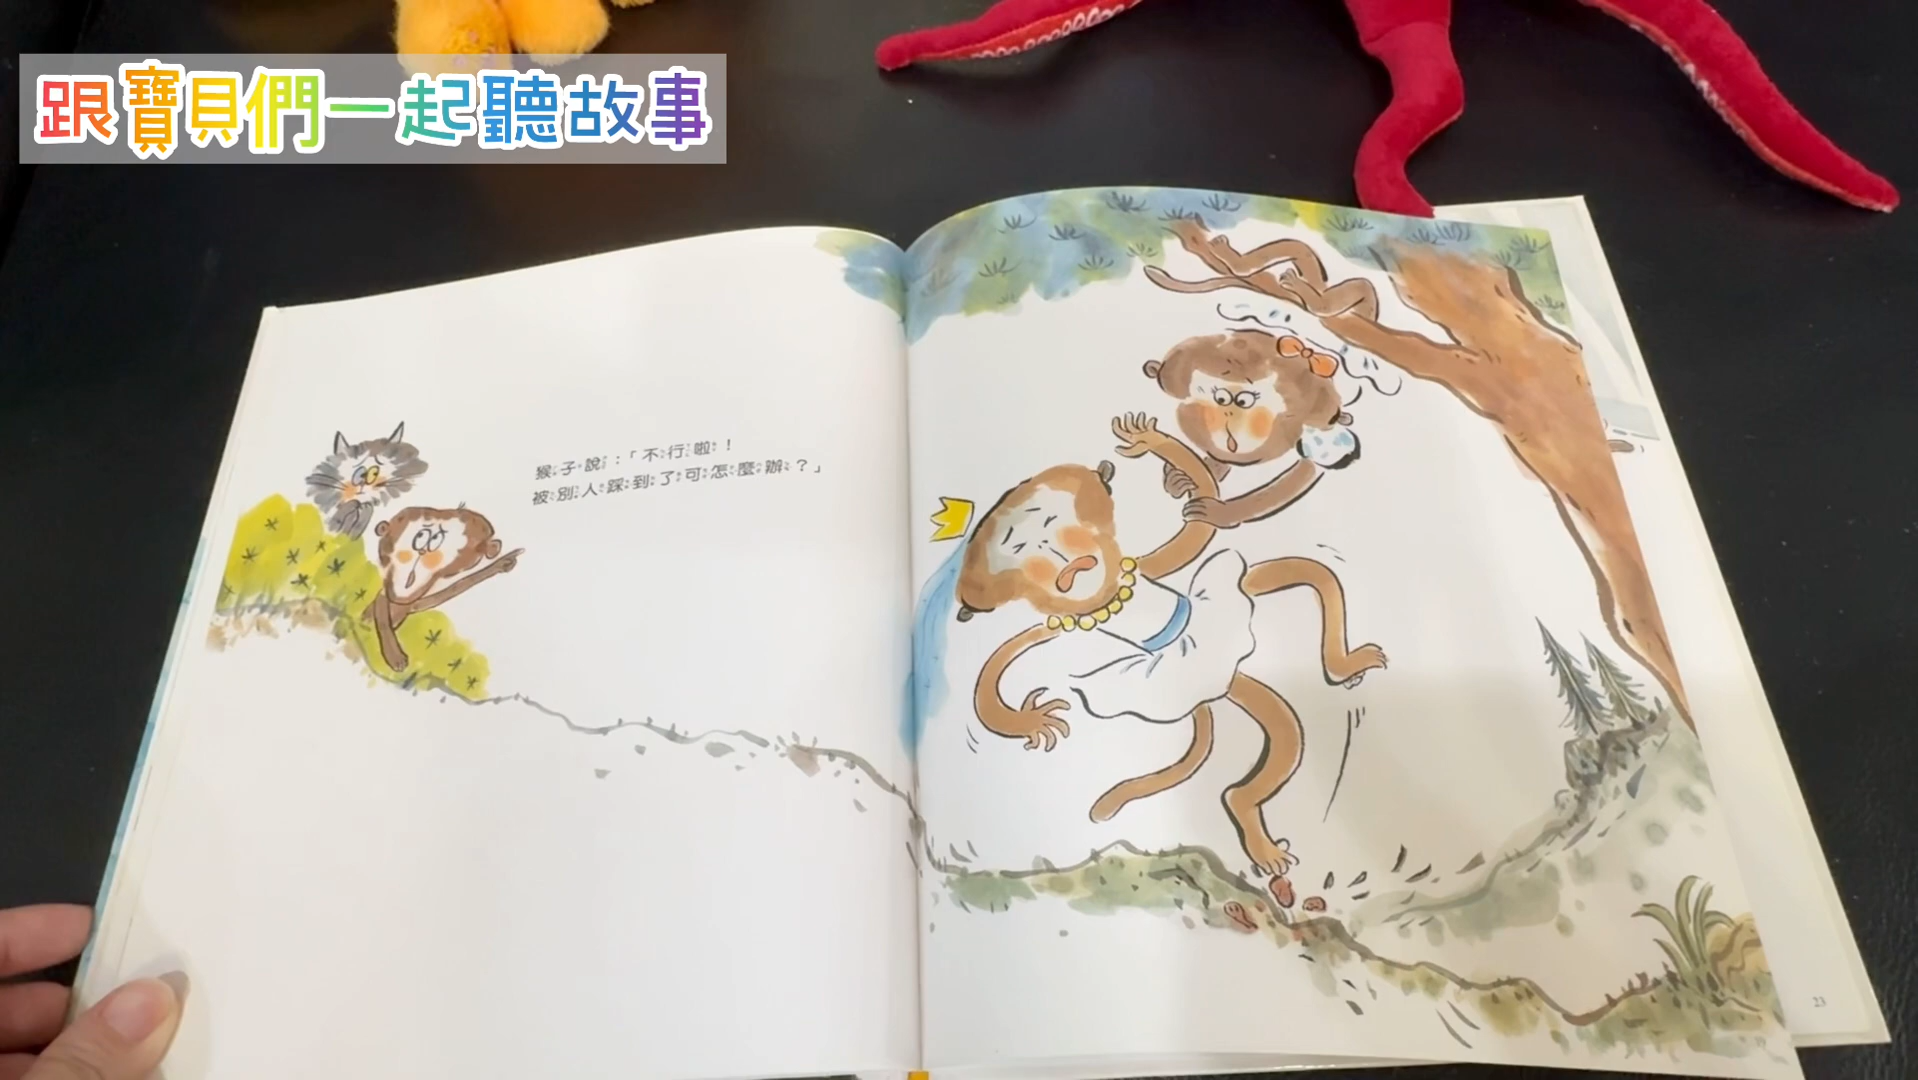 跟寶貝們一起聽故事
猴子說：「不行啦！
被別人踩到了可怎麼辦？」
23